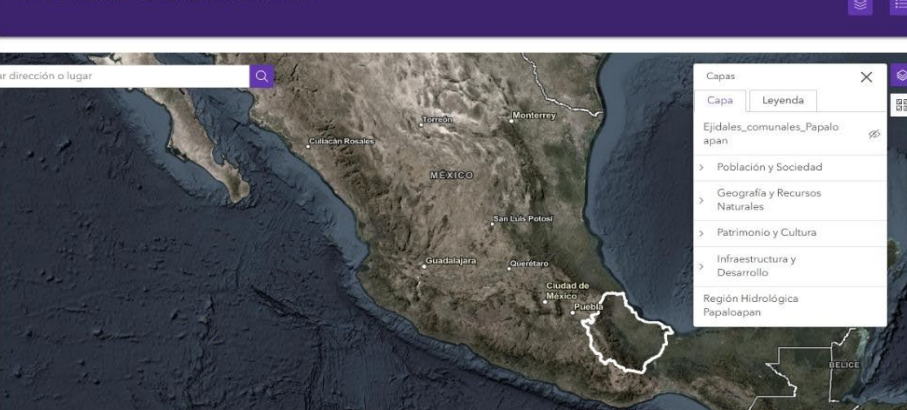 ar dirección o lugar
Capas
Capa
Leyenda
Ejidales_comunales_Papalo
apan
Población y Sociedad
Geografía y Recursos
Naturales
Patrimonio y Cultura
Infraestructura y
Desarrollo
Región Hidrológica
Papaloapan
Torreón
Monterrey
Culiacán Rosales
MÉXICO
San Luis Potosí
Guadalajara
Querétaro
Ciudad de
México
Puebla
BELICE